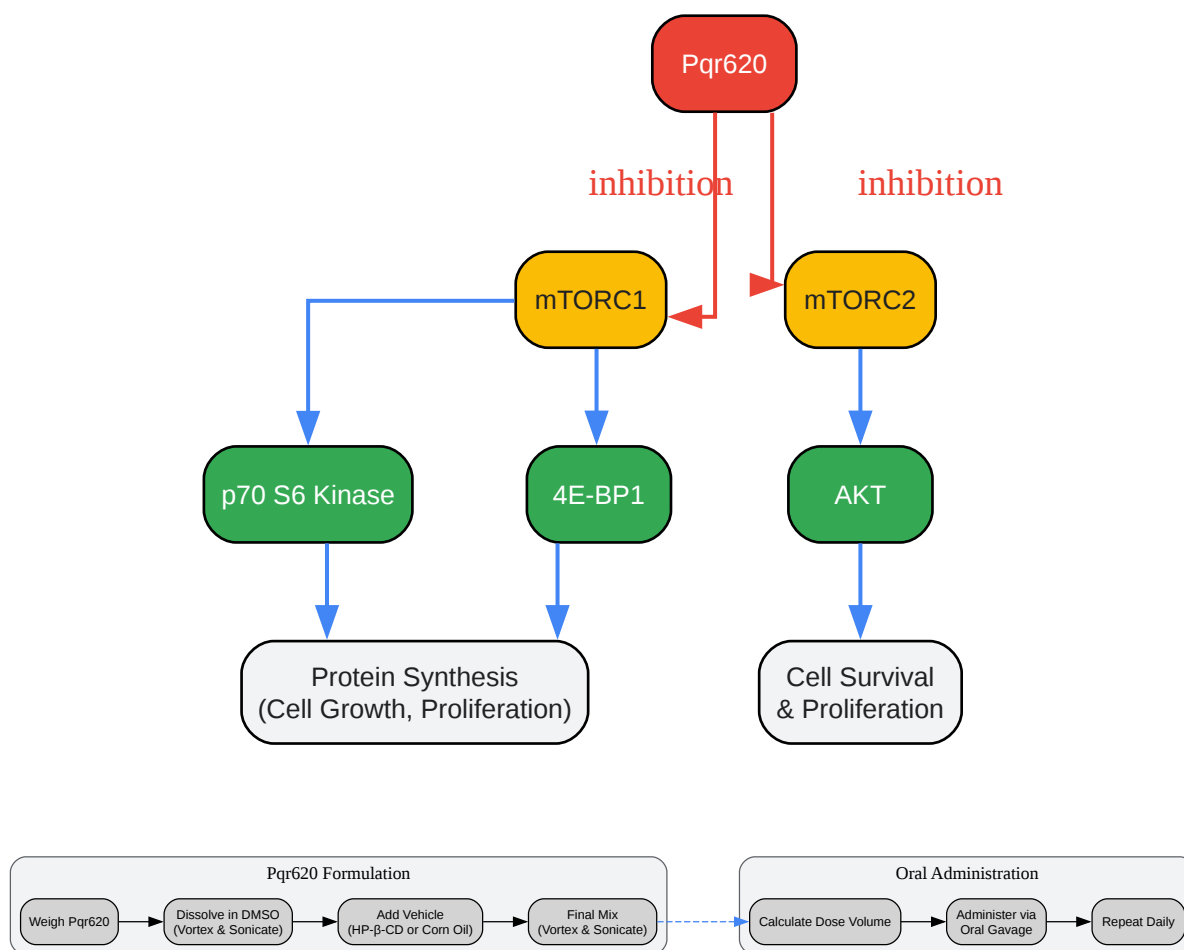 Pqr620
inhibition
inhibition
mTORC1
mTORC2
p70 S6 Kinase
4E-BP1
AKT
Protein Synthesis
(Cell Growth, Proliferation)
Cell Survival
& Proliferation
Pqr620 Formulation
Weigh Pqr620
Dissolve in DMSO
(Vortex & Sonicate)
Add Vehicle
(HP-β-CD or Corn Oil)
Final Mix
(Vortex & Sonicate)
Oral Administration
Calculate Dose Volume
Administer via
Oral Gavage
Repeat Daily